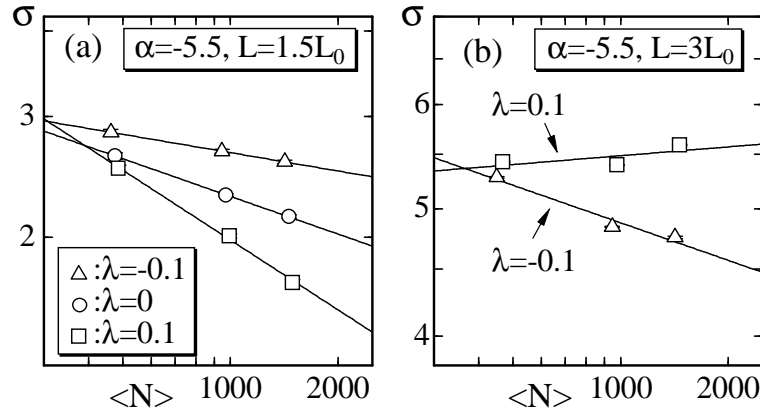 σ
(a)
α=-5.5, L=1.5L₀
3
2
△:λ=-0.1
○:λ=0
□:λ=0.1
<N> 1000 2000
σ
(b)
α=-5.5, L=3L₀
6
λ=0.1
5
λ=-0.1
4
<N> 1000 2000